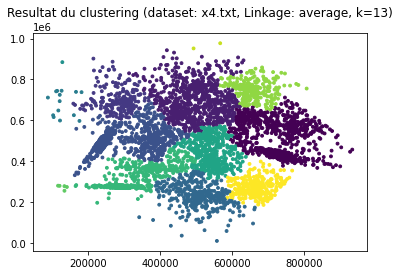 Resultat du clustering (dataset: x4.txt, Linkage: average, k=13)
1e6
1.0
0.8
0.6
0.4
0.2
0.0
200000 400000 600000 800000